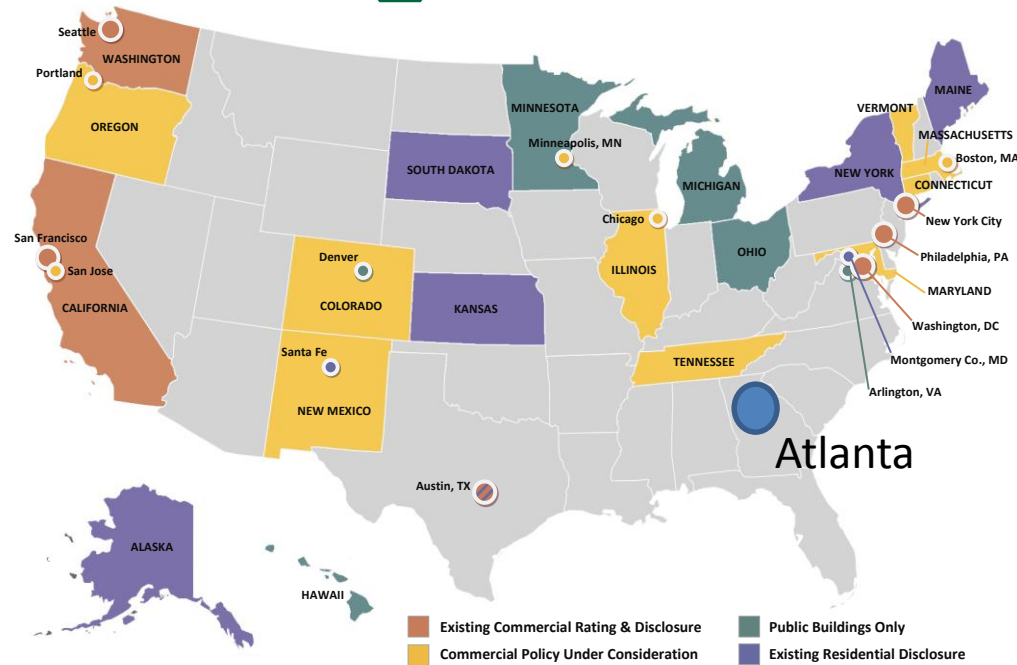 Seattle
WASHINGTON
Portland
OREGON
MINNESOTA
Minneapolis, MN
SOUTH DAKOTA
MICHIGAN
MAINE
VERMONT
MASSACHUSETTS
Boston, MA
NEW YORK
CONNECTICUT
New York City
Philadelphia, PA
MARYLAND
Washington, DC
Montgomery Co., MD
Arlington, VA
San Francisco
San Jose
CALIFORNIA
Denver
COLORADO
KANSAS
Chicago
ILLINOIS
OHIO
Santa Fe
NEW MEXICO
TENNESSEE
Atlanta
Austin, TX
ALASKA
HAWAII
Existing Commercial Rating & Disclosure
Commercial Policy Under Consideration
Public Buildings Only
Existing Residential Disclosure